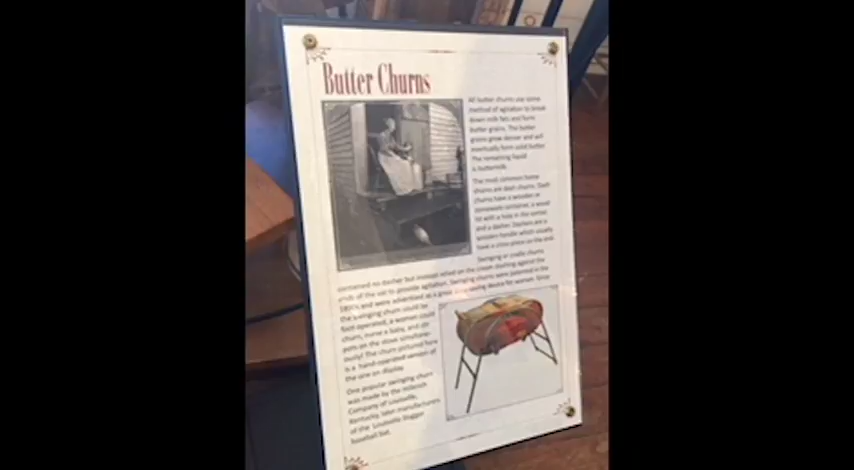 Butter Churns
All butter churns use some
method of agitation to break
down milk fats and form
butter grains. The butter
grains grow denser and will
eventually form solid butter.
The remaining liquid
is buttermilk.
The most common home
churns are dash churns. Dash
churns have a wooden or
stoneware container, a wood
lid with a hole in the center,
and a dasher. Dashers are a
wooden handle which usually
have a cross piece on the end.
Swinging or cradle churns
contained no dasher but instead relied on the cream dashing against the
ends of the vat to provide agitation. Swinging churns were patented in the
and were advertised as a great saving device for women. Since
the swinging churn could be
foot operated, a woman could
churn, nurse a baby, and stir
pots on the stove simultane-
ously! The churn pictured here
is a hand-operated version of
the one on display.
One popular swinging churn
was made by the Hillerich
Company of Louisville,
Kentucky, later manufacturers
of the Louisville Slugger
baseball bat.